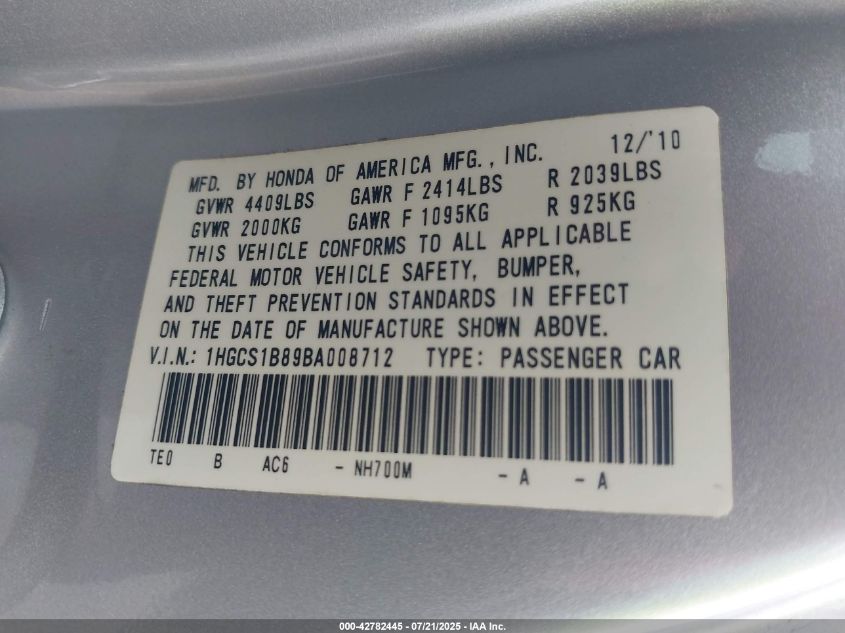 12/'10
MFD. BY HONDA OF AMERICA MFG., INC.
GVWR 4409LBS GAWR F 2414LBS R 2039LBS
GVWR 2000KG GAWR F 1095KG R 925KG
THIS VEHICLE CONFORMS TO ALL APPLICABLE
FEDERAL MOTOR VEHICLE SAFETY, BUMPER,
AND THEFT PREVENTION STANDARDS IN EFFECT
ON THE DATE OF MANUFACTURE SHOWN ABOVE.
V.I.N.: 1HGCS1B89BA008712 TYPE: PASSENGER CAR
TE0 B AC6 - NH700M - A - A
000-42782445 - 07/21/2025 - IAA Inc.